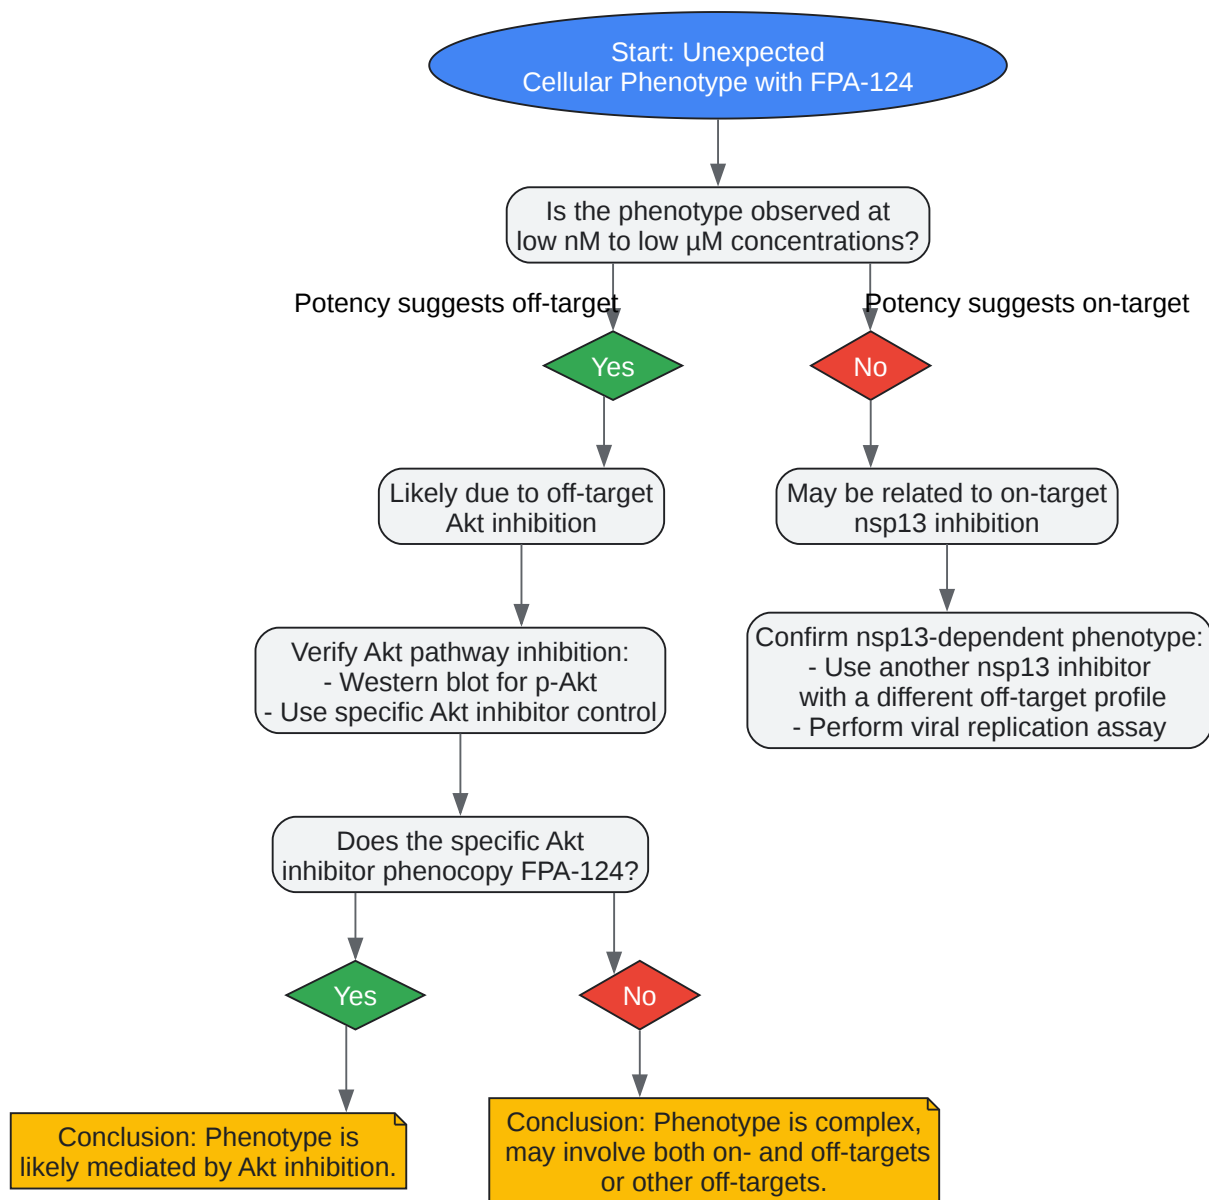 Start: Unexpected
Cellular Phenotype with FPA-124
Is the phenotype observed at
low nM to low µM concentrations?
Potency suggests off-target
Potency suggests on-target
Yes
No
Likely due to off-target
Akt inhibition
May be related to on-target
nsp13 inhibition
Verify Akt pathway inhibition:
- Western blot for p-Akt
- Use specific Akt inhibitor control
Confirm nsp13-dependent phenotype:
- Use another nsp13 inhibitor
with a different off-target profile
- Perform viral replication assay
Does the specific Akt
inhibitor phenocopy FPA-124?
Yes
No
Conclusion: Phenotype is
likely mediated by Akt inhibition.
Conclusion: Phenotype is complex,
may involve both on- and off-targets
or other off-targets.